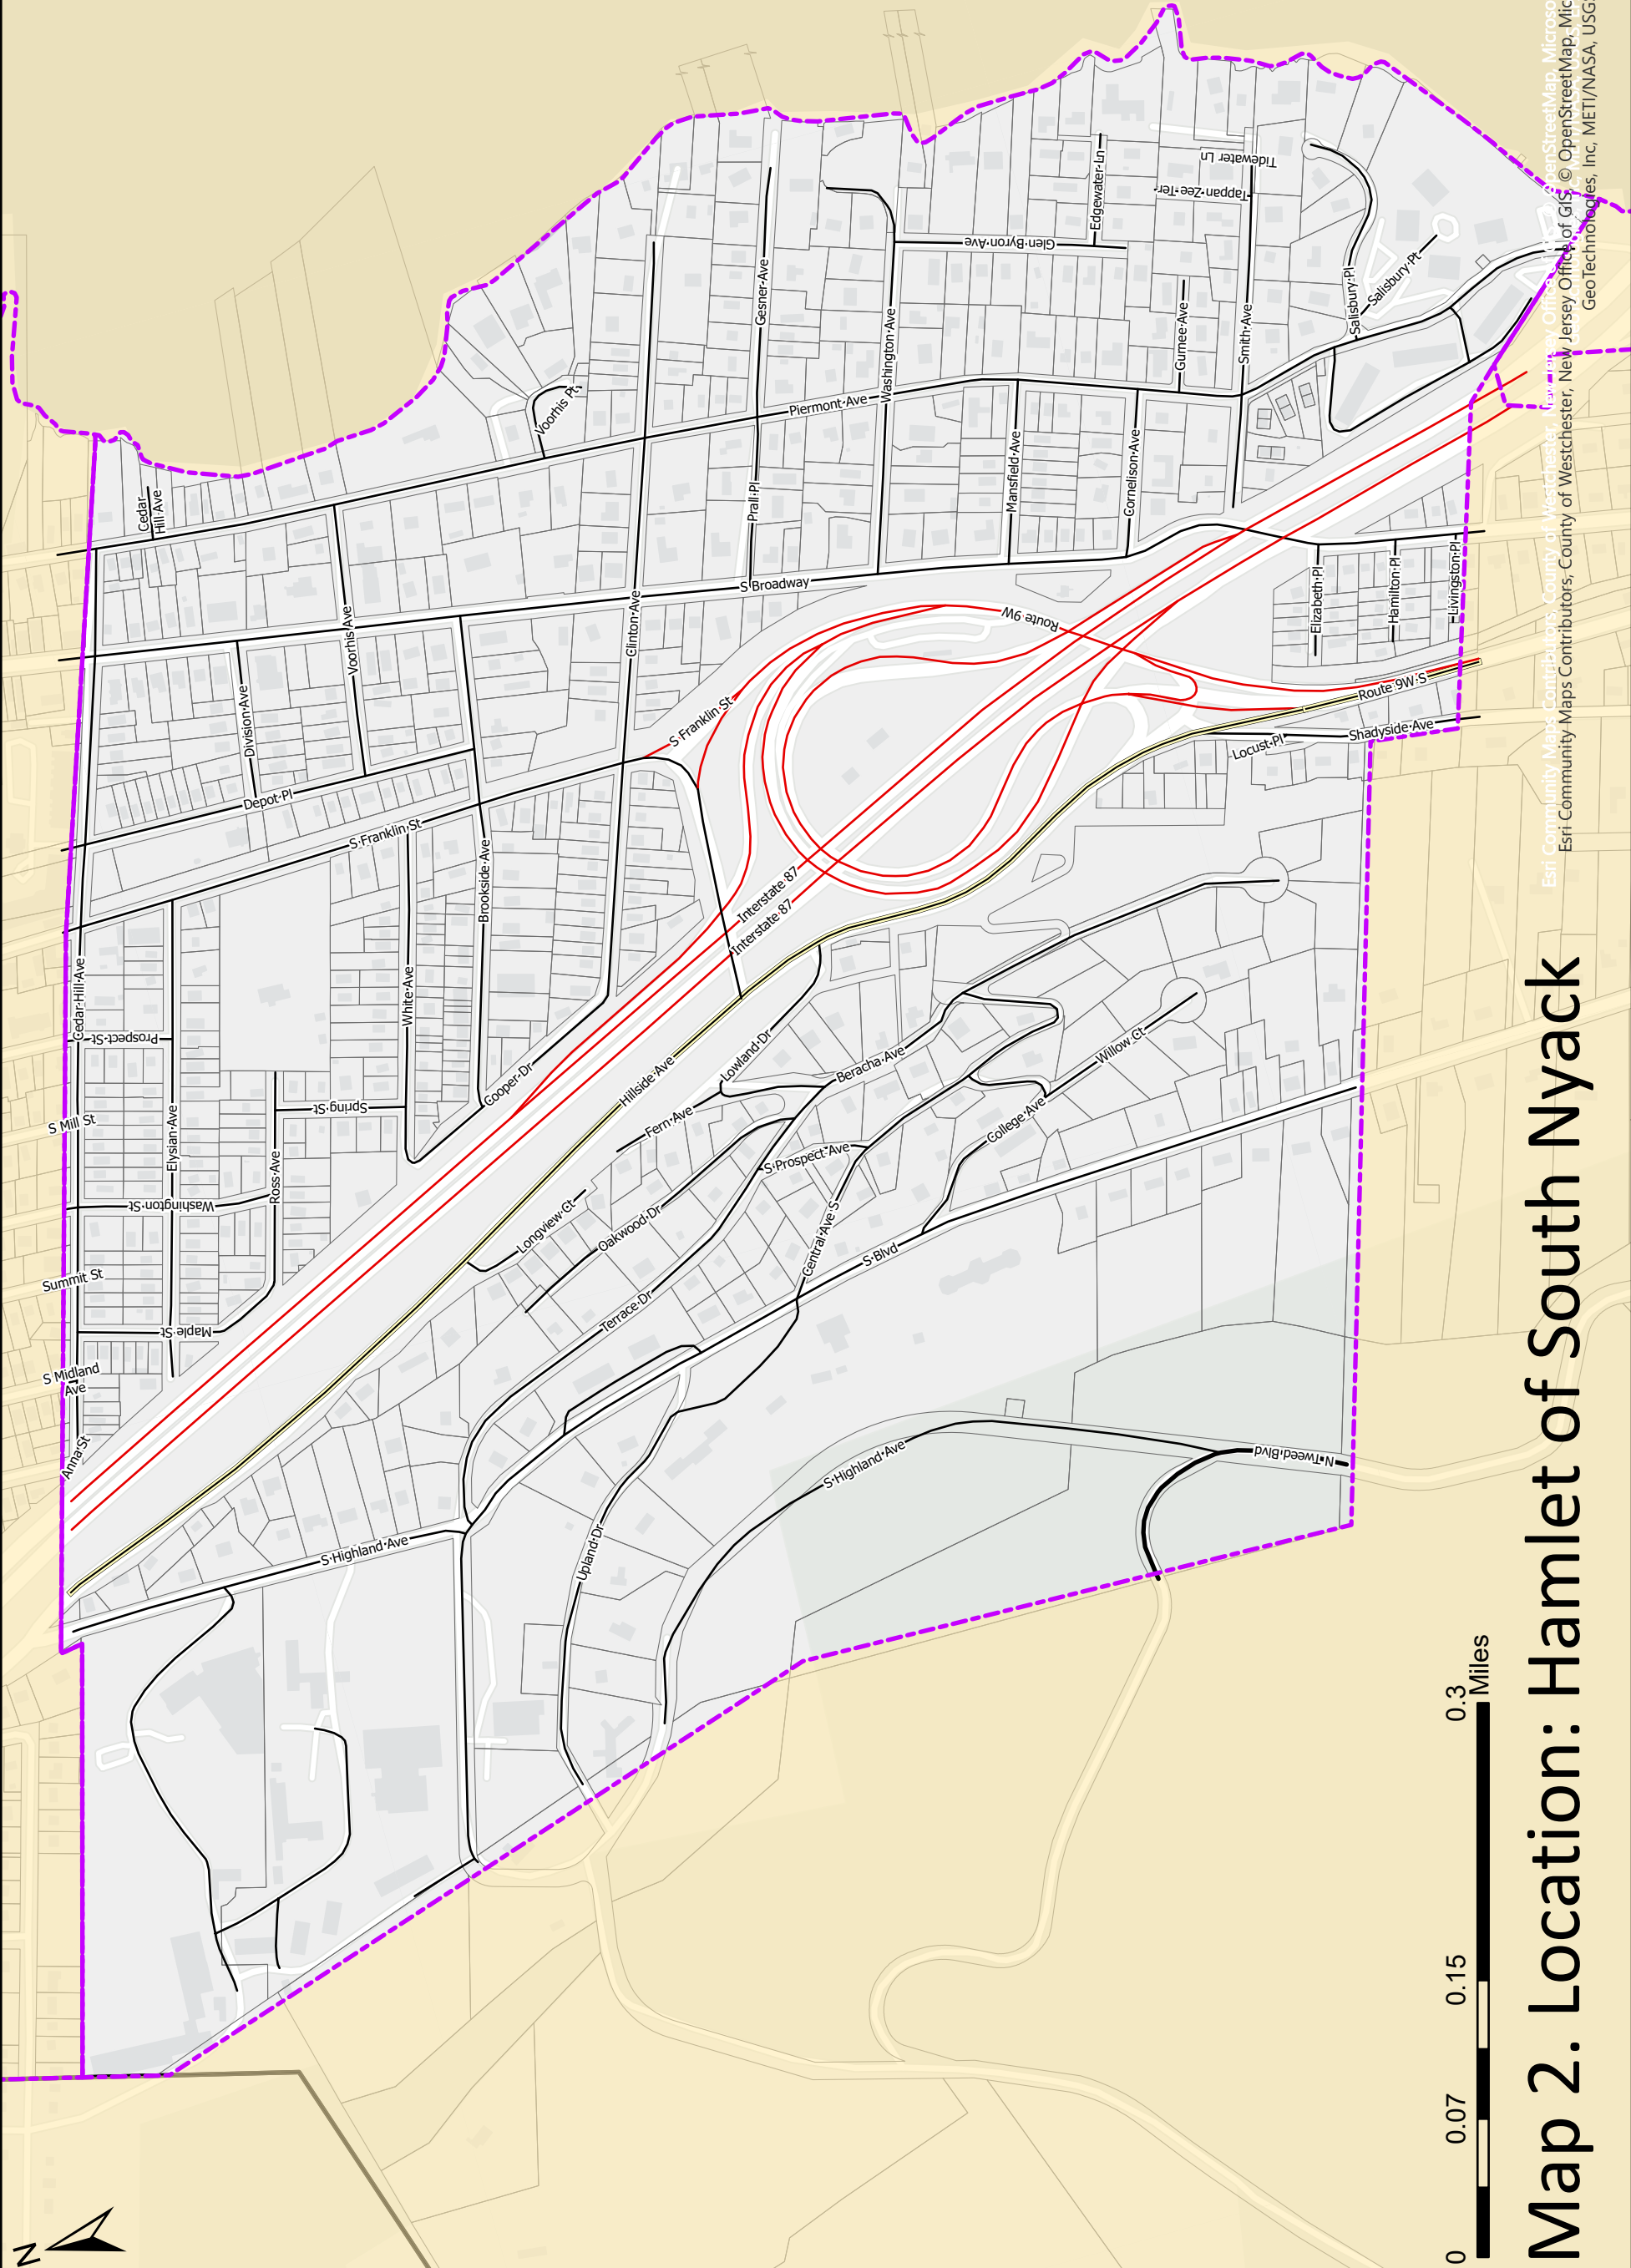 N
Cedar
Hill Ave
Cedar-Hill-Ave
Voorhis Pt
Piermont Ave
Gesner-Ave
Prall-Pl
Washington-Ave
Glen-Byron-Ave
Edgewater-Ln
Tappan-Zee-Ter
Tidewater Ln
Gurnee-Ave
Smith-Ave
Salisbury-Pl
Salisbury-Pt
Mansfield-Ave
Cornelison-Ave
S Broadway
Voorhis-Ave
Division-Ave
Depot-Pl
Clinton-Ave
S Franklin St
S-Franklin-St
Route 9W
Elizabeth-Pl
Hamilton-Pl
Livingston-Pl
Route 9W-S
Locust-Pl
Shadyside-Ave
Interstate 87
Interstate 87
Brookside-Ave
White-Ave
Prospect-St
S Mill St
Elysian-Ave
Spring-St
Ross-Ave
Washington-St
Summit St
Maple-St
S Midland
Ave
Anna-St
Cooper-Dr
Hillside-Ave
Lowland-Dr
Fern-Ave
Beracha-Ave
Willow-Ct
College-Ave
S-Prospect-Ave
Longview-Ct
Oakwood-Dr
Central-Ave-S
S-Blvd
Terrace-Dr
S-Highland-Ave
Upland-Dr
S-Highland-Ave
N-Tweed-Blvd
0 0.07 0.15 0.3
Miles
Map 2. Location: Hamlet of South Nyack
Esri Community Maps Contributors, County of Westchester, New Jersey Office of GIS, © OpenStreetMap, Mic
GeoTechnologies, Inc, METI/NASA, USGS